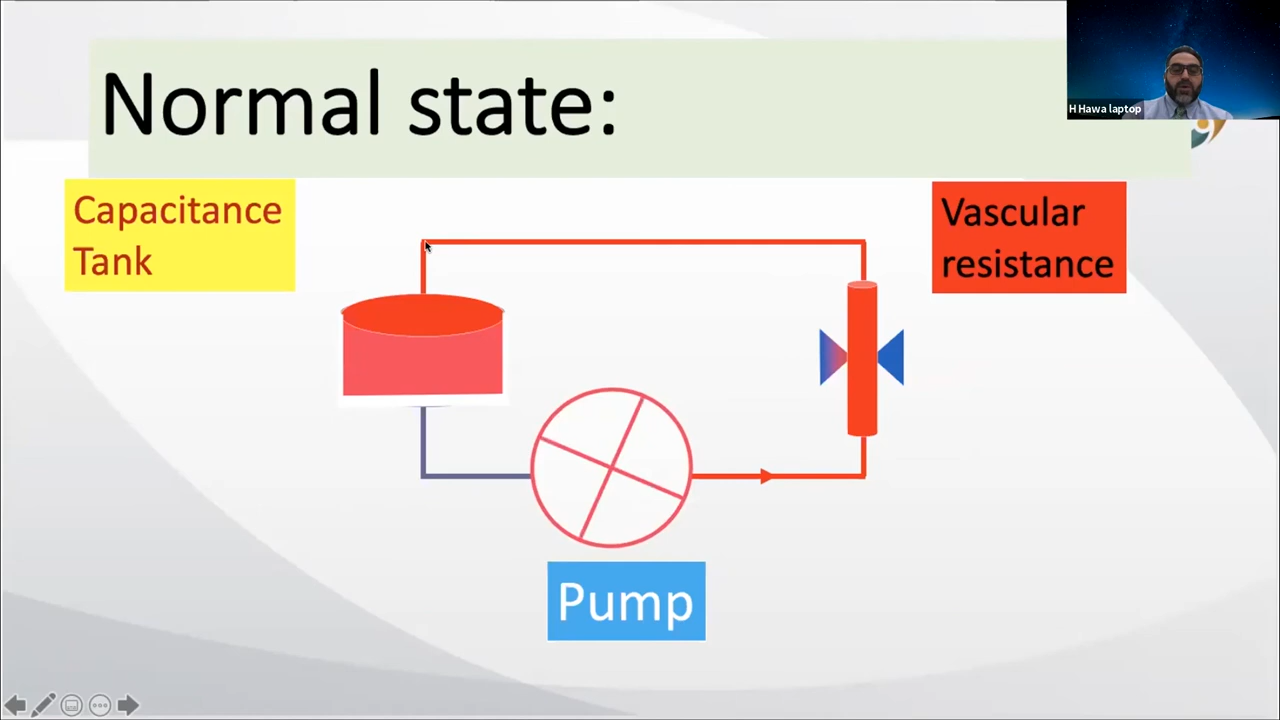 Normal state:
H Hawa laptop
Capacitance
Tank
Vascular
resistance
Pump